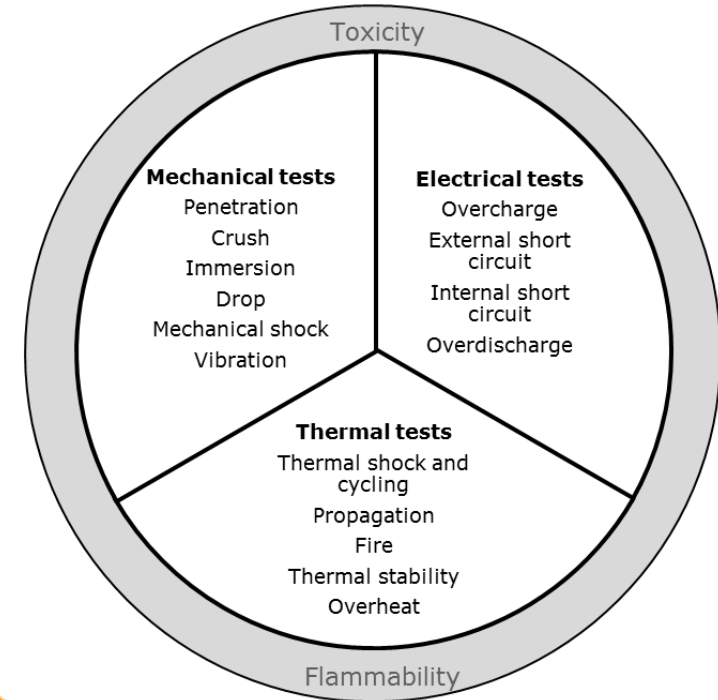 Toxicity
Mechanical tests
Penetration
Crush
Immersion
Drop
Mechanical shock
Vibration
Electrical tests
Overcharge
External short
circuit
Internal short
circuit
Overdischarge
Thermal tests
Thermal shock and
cycling
Propagation
Fire
Thermal stability
Overheat
Flammability